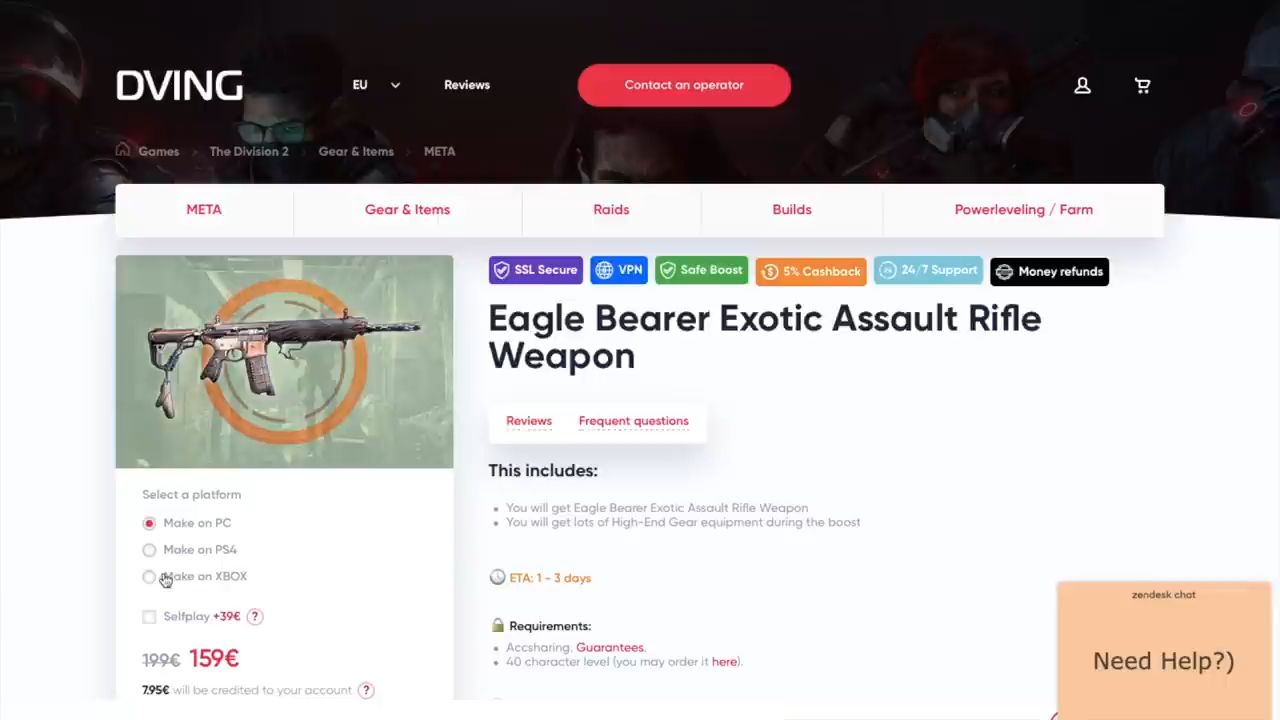 DVING
EU
Reviews
Contact an operator
Games
The Division 2
Gear & Items
META
META
Gear & Items
Raids
Builds
Powerleveling / Farm
SSL Secure
VPN
Safe Boost
5% Cashback
24/7 Support
Money refunds
Eagle Bearer Exotic Assault Rifle
Weapon
Reviews
Frequent questions
This includes:
You will get Eagle Bearer Exotic Assault Rifle Weapon
You will get lots of High-End Gear equipment during the boost
ETA: 1 - 3 days
Requirements:
Accsharing. Guarantees.
40 character level (you may order it here).
Select a platform
Make on PC
Make on PS4
Make on XBOX
Selfplay +39€ ?
199€ 159€
7.95€ will be credited to your account ?
zendesk chat
Need Help?)